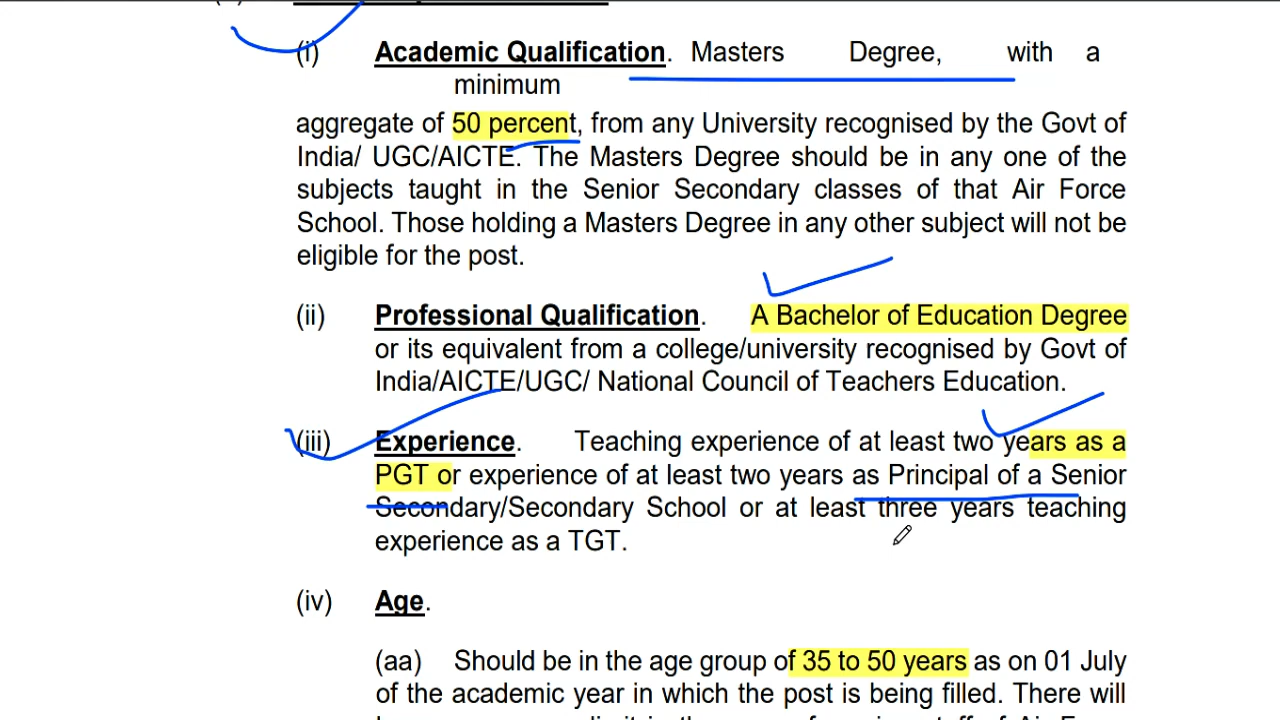 (i) Academic Qualification. Masters Degree, with a
minimum
aggregate of 50 percent, from any University recognised by the Govt of
India/ UGC/AICTE. The Masters Degree should be in any one of the
subjects taught in the Senior Secondary classes of that Air Force
School. Those holding a Masters Degree in any other subject will not be
eligible for the post.
(ii) Professional Qualification. A Bachelor of Education Degree
or its equivalent from a college/university recognised by Govt of
India/AICTE/UGC/ National Council of Teachers Education.
(iii) Experience. Teaching experience of at least two years as a
PGT or experience of at least two years as Principal of a Senior
Secondary/Secondary School or at least three years teaching
experience as a TGT.
(iv) Age.
(aa) Should be in the age group of 35 to 50 years as on 01 July
of the academic year in which the post is being filled. There will